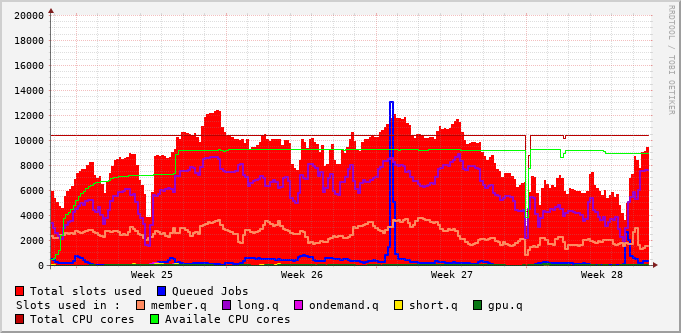 20000
18000
16000
14000
12000
10000
8000
6000
4000
2000
0
Week 25 Week 26 Week 27 Week 28
RRDTOOL / TOBI OETIKER
Total slots used Queued Jobs
Slots used in : member.q long.q ondemand.q short.q gpu.q
Total CPU cores Availale CPU cores